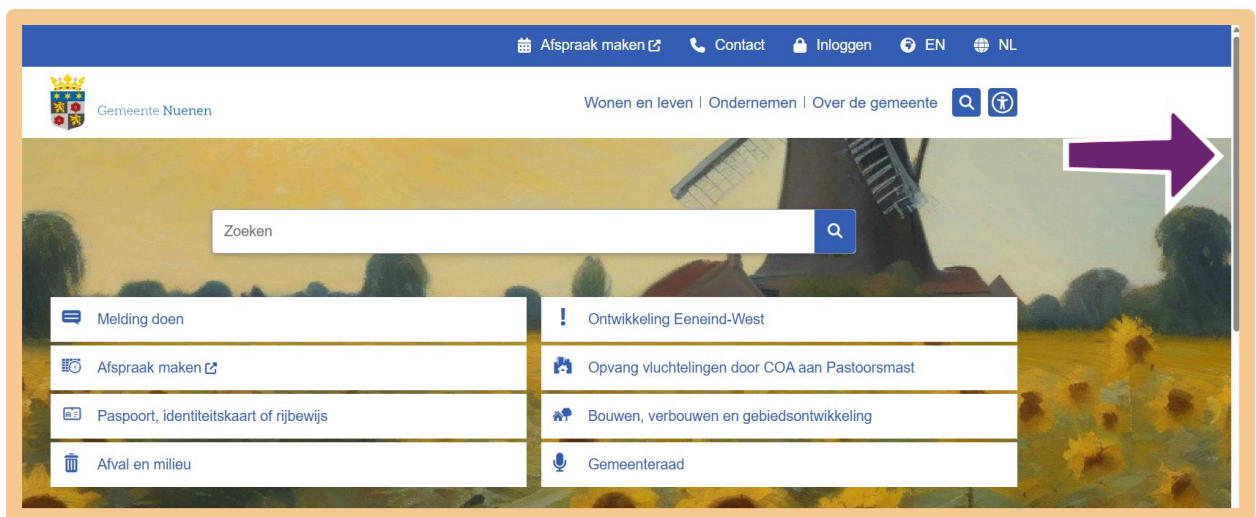 Afspraak maken Contact Inloggen EN NL
Gemeente Nuenen
Wonen en leven | Ondernemen | Over de gemeente
Zoeken
Melding doen
Ontwikkeling Eeneind-West
Afspraak maken
Opvang vluchtelingen door COA aan Pastoorsmast
Paspoort, identiteitskaart of rijbewijs
Bouwen, verbouwen en gebiedsontwikkeling
Afval en milieu
Gemeenteraad